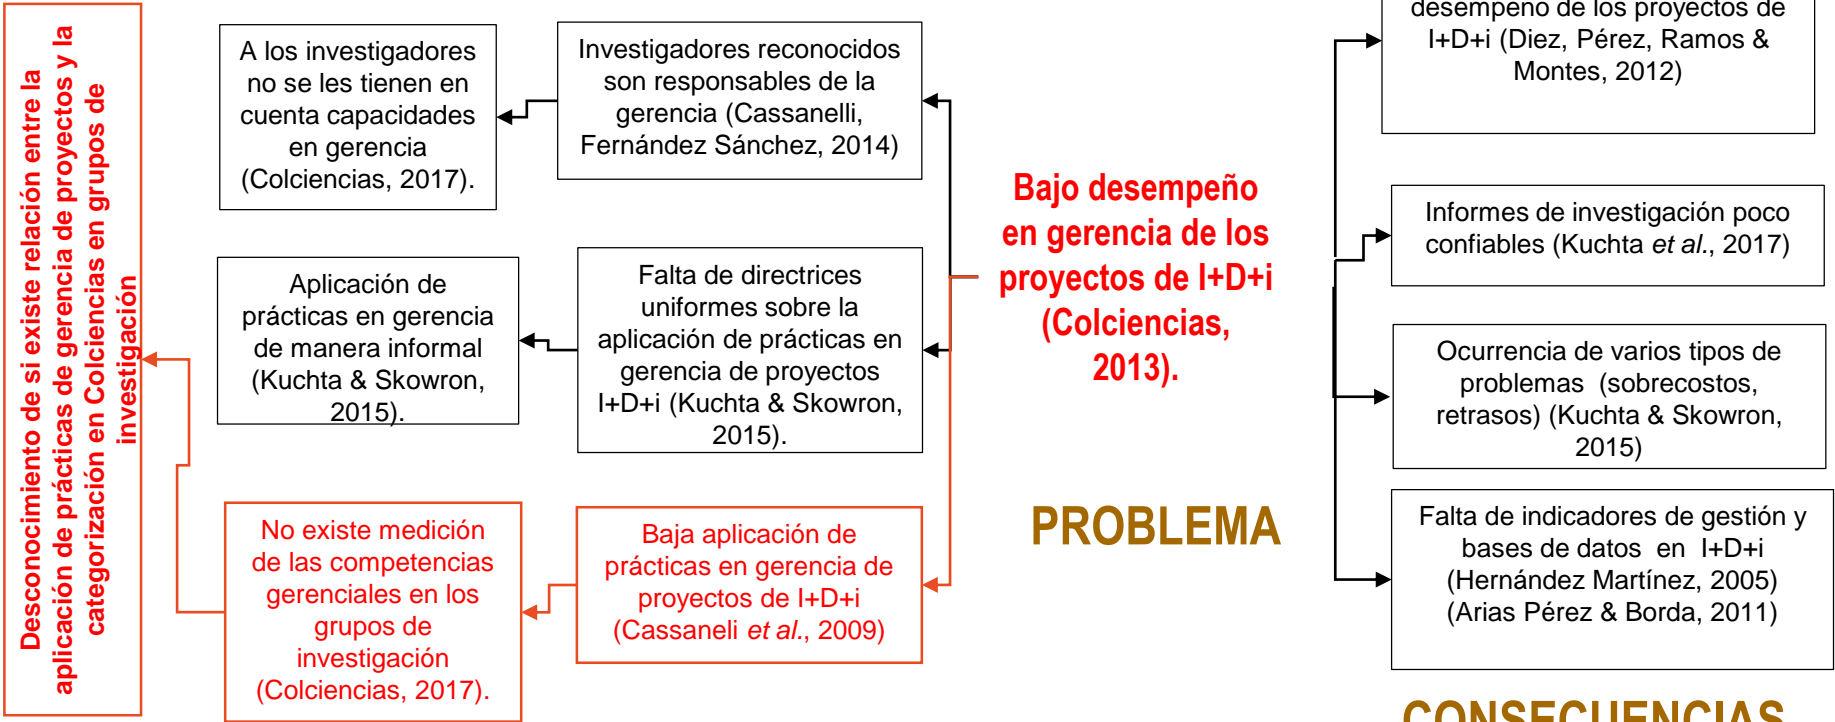 Desconocimiento de si existe relación entre la
aplicación de prácticas de gerencia de proyectos y la
categorización en Colciencias en grupos de
investigación
A los investigadores
no se les tienen en
cuenta capacidades
en gerencia
(Colciencias, 2017).
Investigadores reconocidos
son responsables de la
gerencia (Cassanelli,
Fernández Sánchez, 2014)
Aplicación de
prácticas en gerencia
de manera informal
(Kuchta & Skowron,
2015).
Falta de directrices
uniformes sobre la
aplicación de prácticas en
gerencia de proyectos
I+D+i (Kuchta & Skowron,
2015).
No existe medición
de las competencias
gerenciales en los
grupos de
investigación
(Colciencias, 2017).
Baja aplicación de
prácticas en gerencia de
proyectos de I+D+i
(Cassaneli et al., 2009)
Bajo desempeño
en gerencia de los
proyectos de I+D+i
(Colciencias,
2013).
PROBLEMA
desempeño de los proyectos de
I+D+i (Diez, Pérez, Ramos &
Montes, 2012)
Informes de investigación poco
confiables (Kuchta et al., 2017)
Ocurrencia de varios tipos de
problemas (sobrecostos,
retrasos) (Kuchta & Skowron,
2015)
Falta de indicadores de gestión y
bases de datos en I+D+i
(Hernández Martínez, 2005)
(Arias Pérez & Borda, 2011)
CONSECUENCIAS